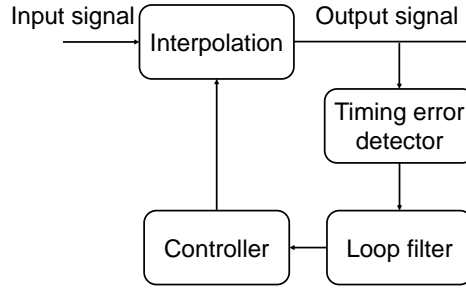 Input signal
Output signal
Interpolation
Timing error
detector
Controller
Loop filter